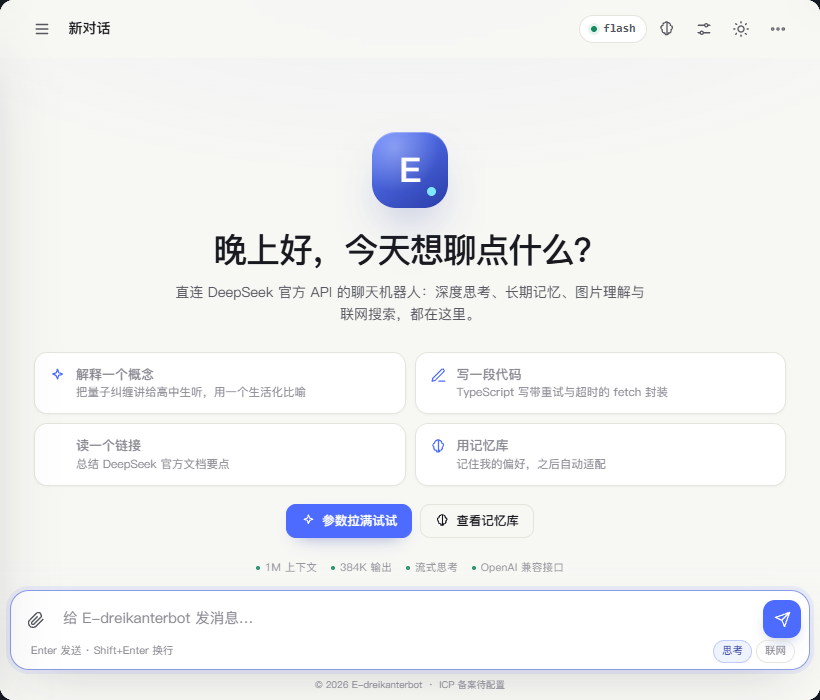 新对话
flash
E
晚上好，今天想聊点什么？
直连 DeepSeek 官方 API 的聊天机器人：深度思考、长期记忆、图片理解与
联网搜索，都在这里。
解释一个概念
把量子纠缠讲给高中生听，用一个生活化比喻
写一段代码
TypeScript 写带重试与超时的 fetch 封装
读一个链接
总结 DeepSeek 官方文档要点
用记忆库
记住我的偏好，之后自动适配
参数拉满试试
查看记忆库
1M 上下文
384K 输出
流式思考
OpenAI 兼容接口
给 E-dreikanterbot 发消息…
Enter 发送 · Shift+Enter 换行
思考
联网
© 2026 E-dreikanterbot · ICP 备案待配置